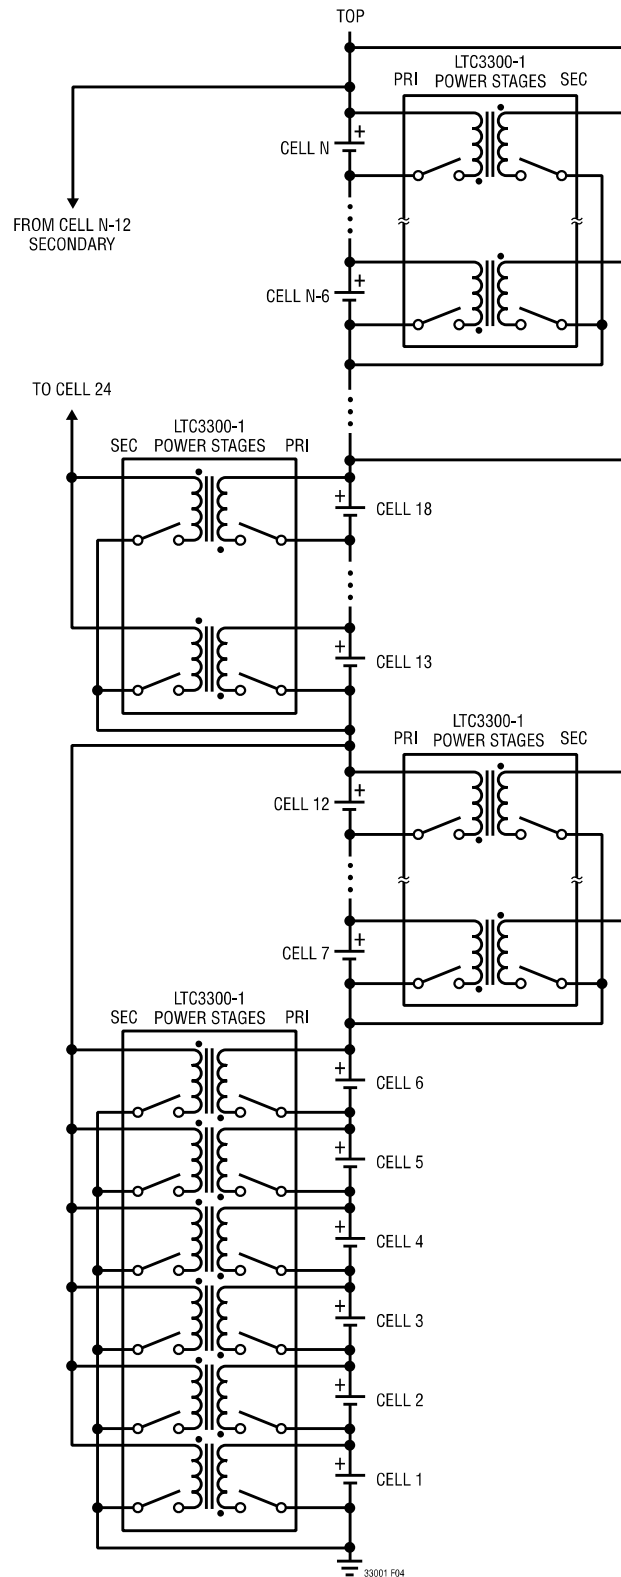 TOP
LTC3300-1
PRI POWER STAGES SEC
+
CELL N
FROM CELL N-12
SECONDARY
+
CELL N-6
TO CELL 24
LTC3300-1
SEC POWER STAGES PRI
+
CELL 18
+
CELL 13
LTC3300-1
PRI POWER STAGES SEC
+
CELL 12
+
CELL 7
LTC3300-1
SEC POWER STAGES PRI
+
CELL 6
+
CELL 5
+
CELL 4
+
CELL 3
+
CELL 2
+
CELL 1
33001 F04